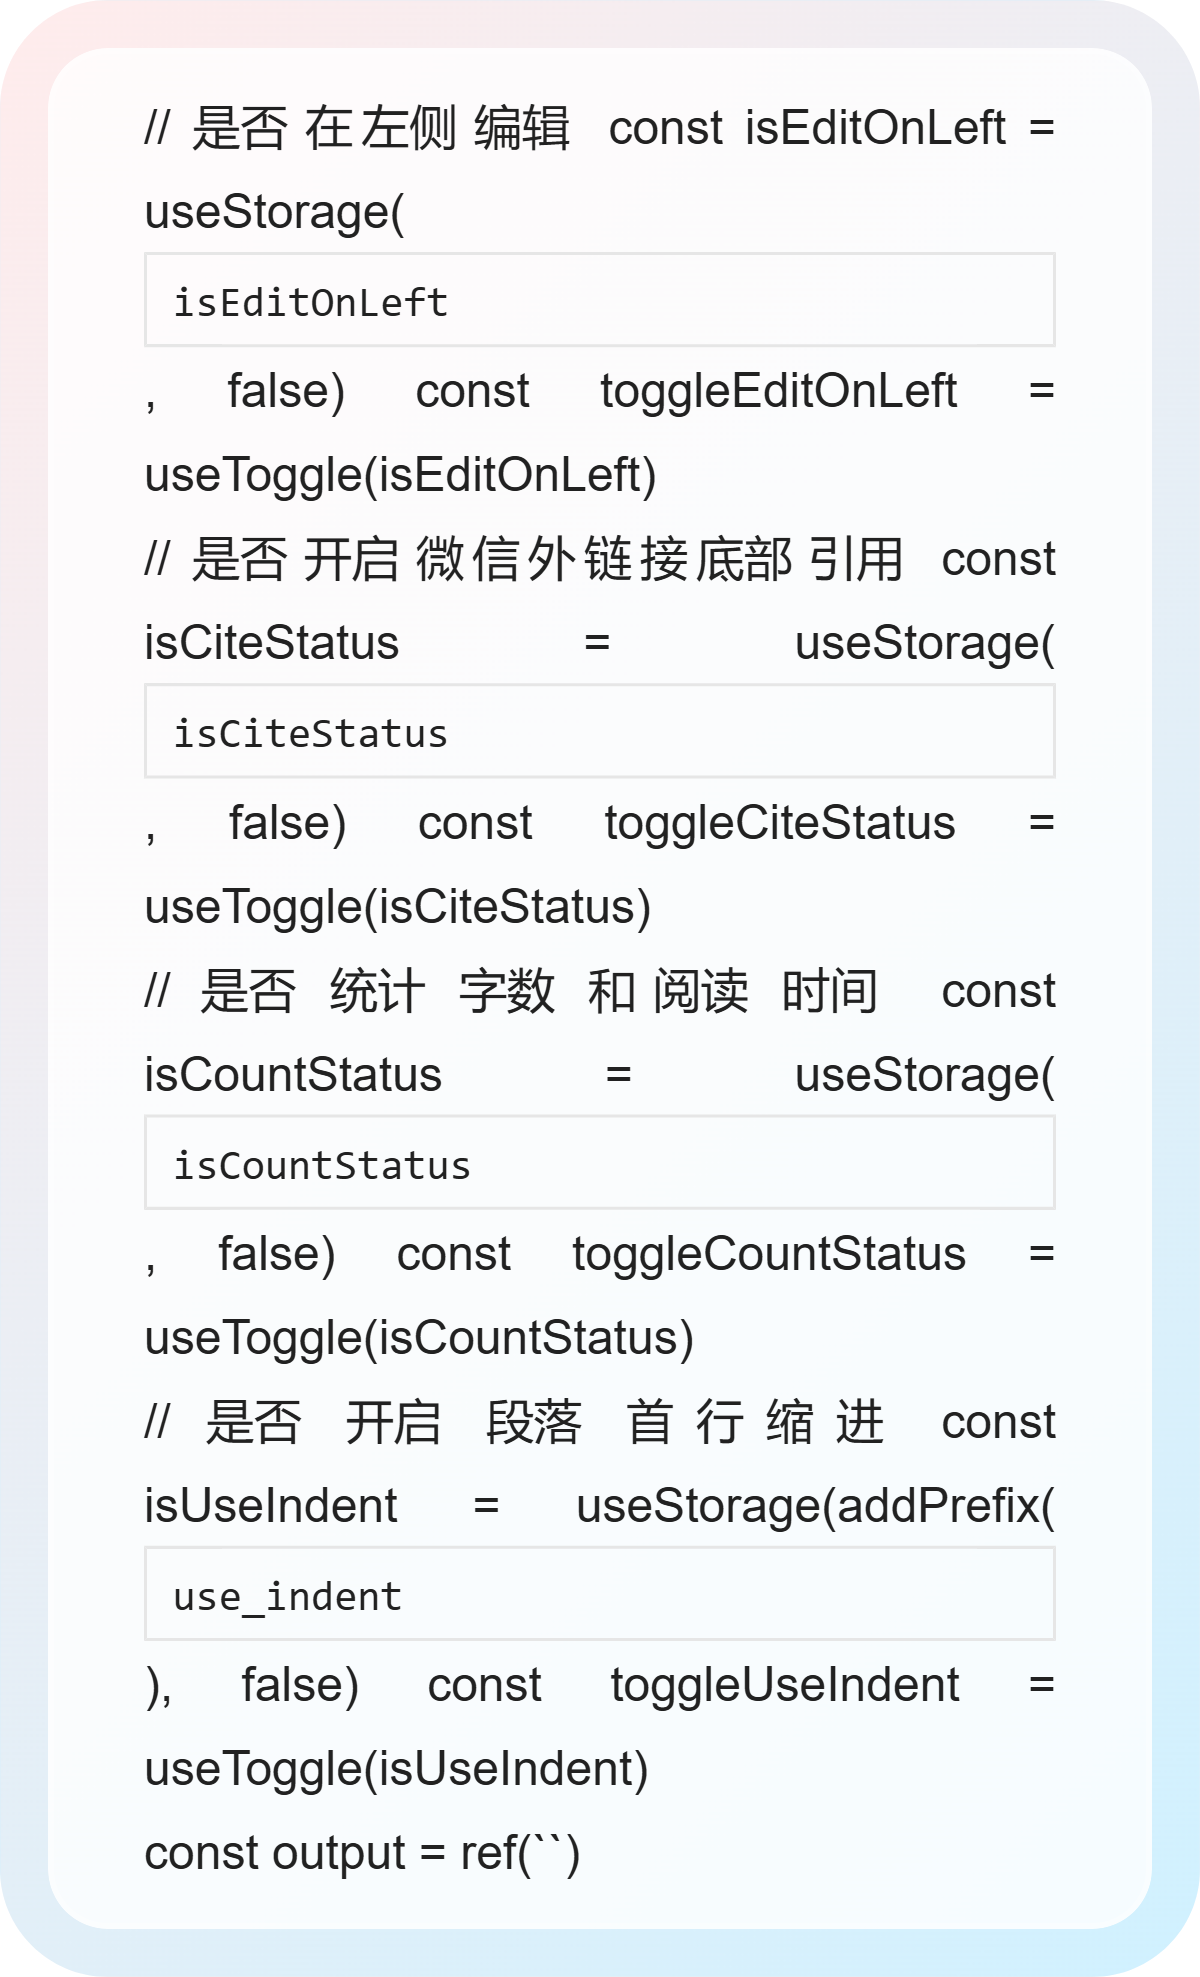 // 是否在左侧编辑 const isEditOnLeft =
useStorage(
isEditOnLeft
, false) const toggleEditOnLeft =
useToggle(isEditOnLeft)
// 是否开启微信外链接底部引用 const
isCiteStatus = useStorage(
isCiteStatus
, false) const toggleCiteStatus =
useToggle(isCiteStatus)
// 是否统计字数和阅读时间 const
isCountStatus = useStorage(
isCountStatus
, false) const toggleCountStatus =
useToggle(isCountStatus)
// 是否开启段落首行缩进 const
isUseIndent = useStorage(addPrefix(
use_indent
), false) const toggleUseIndent =
useToggle(isUseIndent)
const output = ref(``)